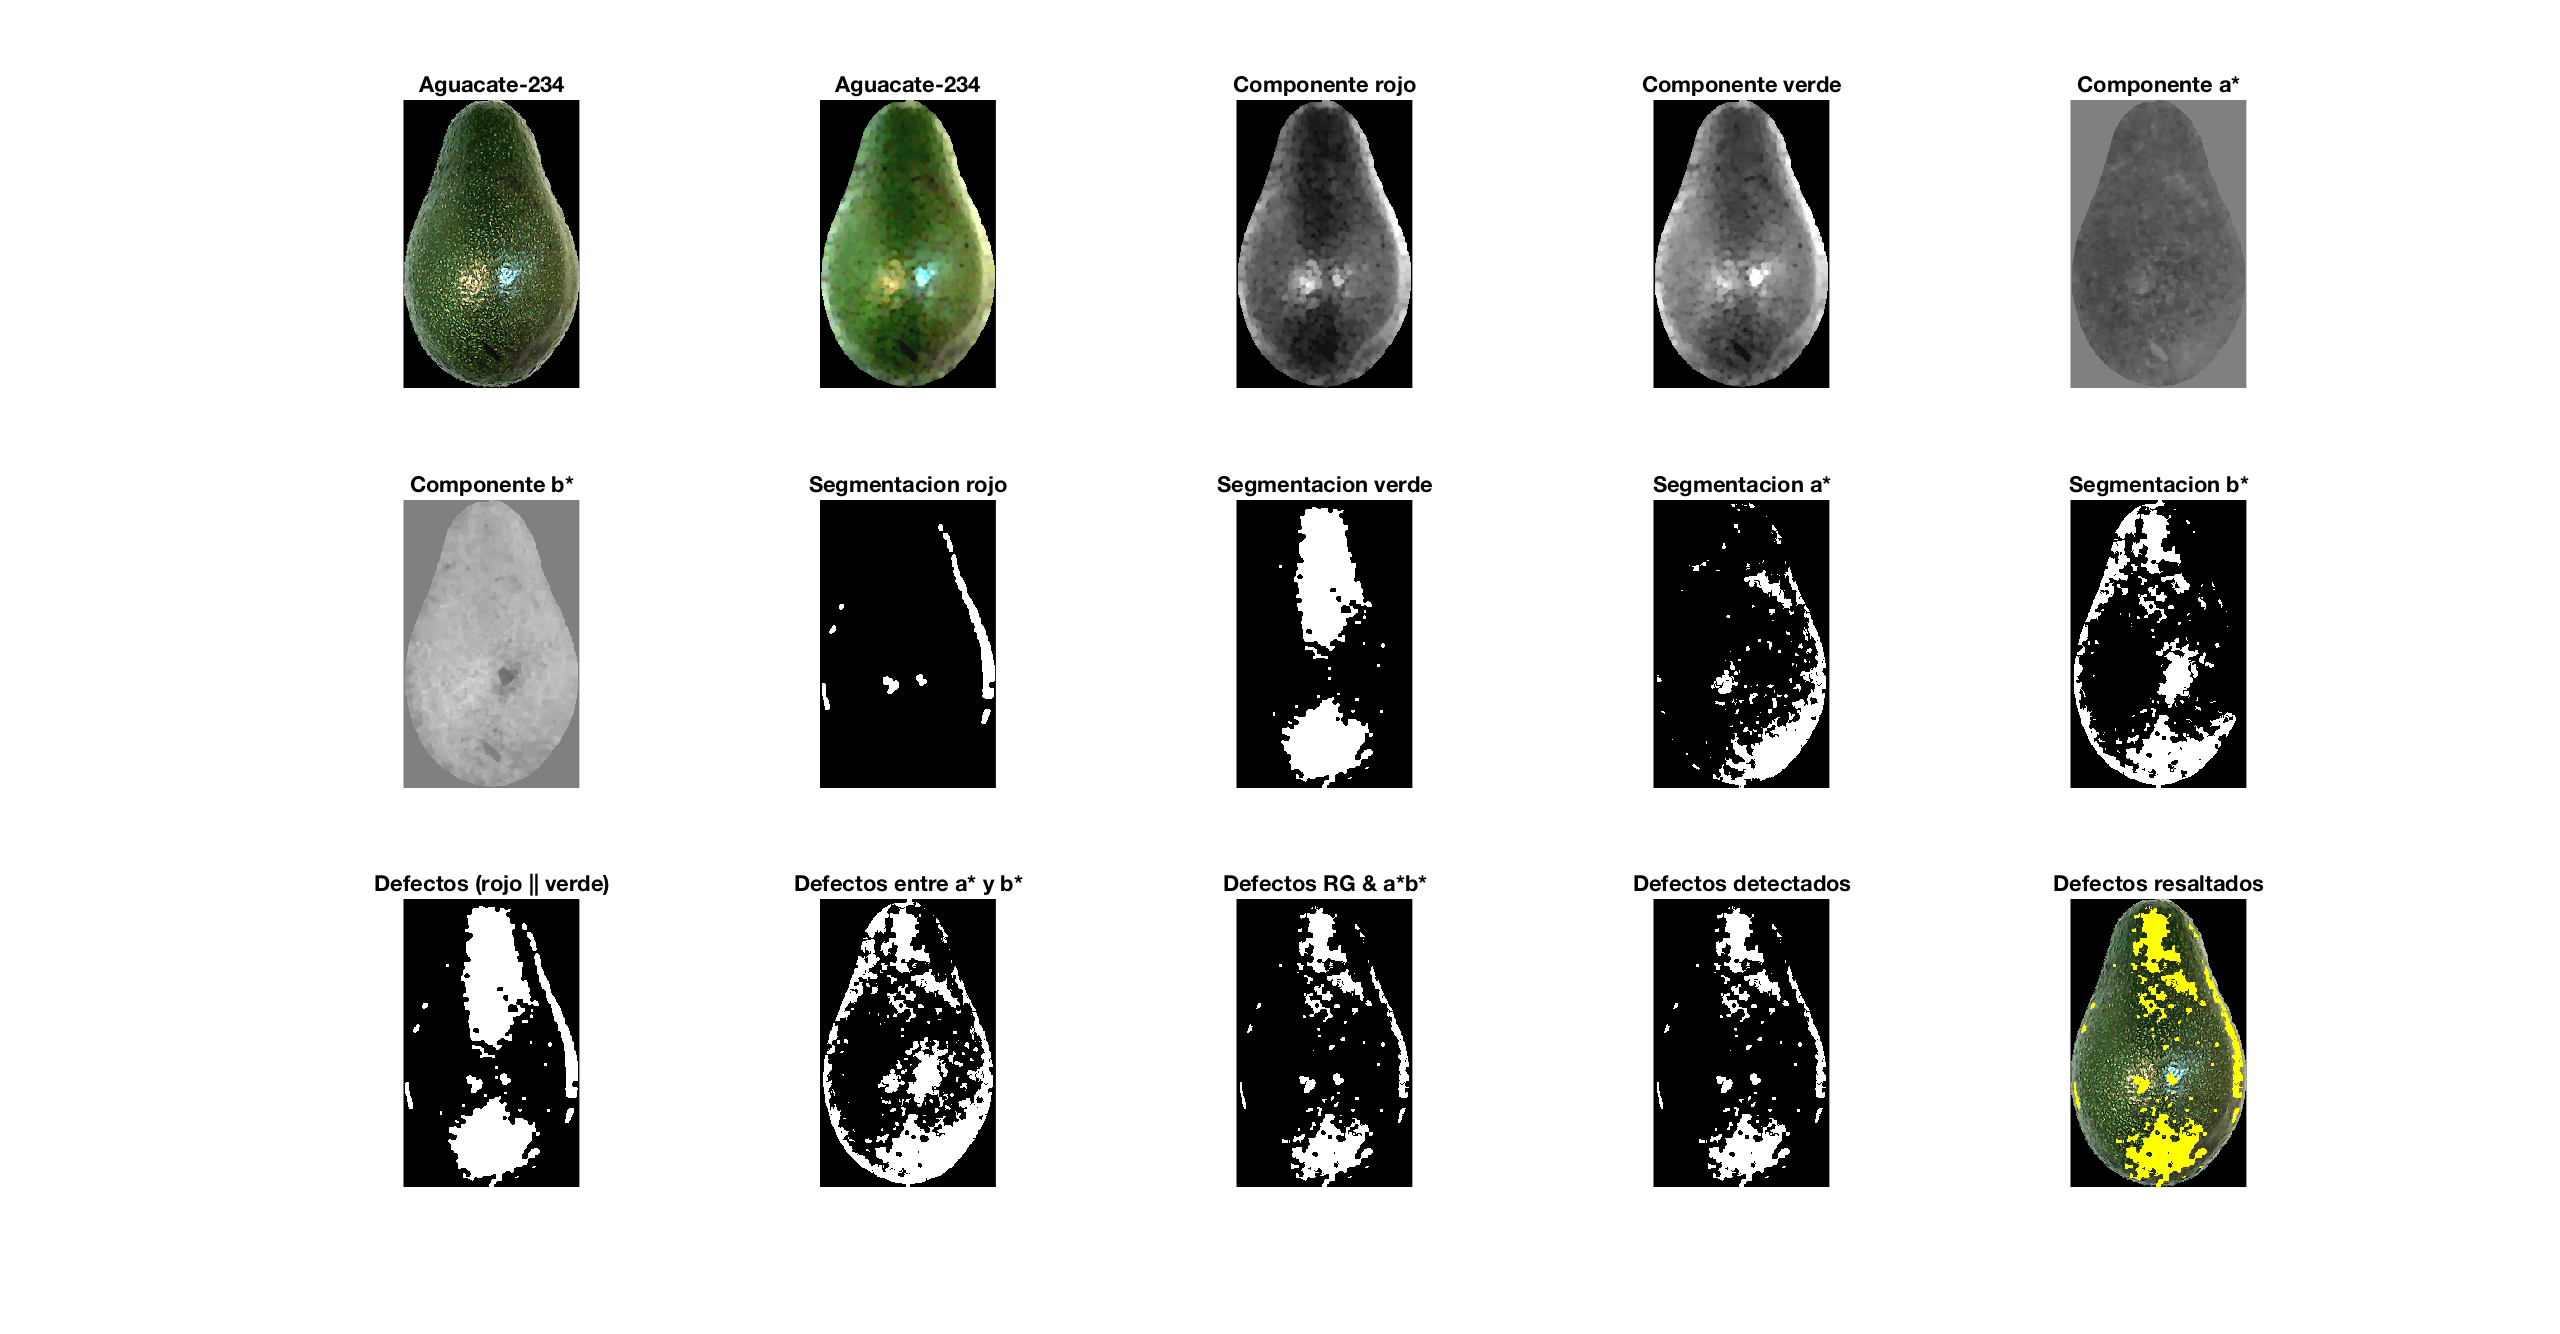 Aguacate-234
Aguacate-234
Componente rojo
Componente verde
Componente a*
Componente b*
Segmentacion rojo
Segmentacion verde
Segmentacion a*
Segmentacion b*
Defectos (rojo || verde)
Defectos entre a* y b*
Defectos RG & a*b*
Defectos detectados
Defectos resaltados